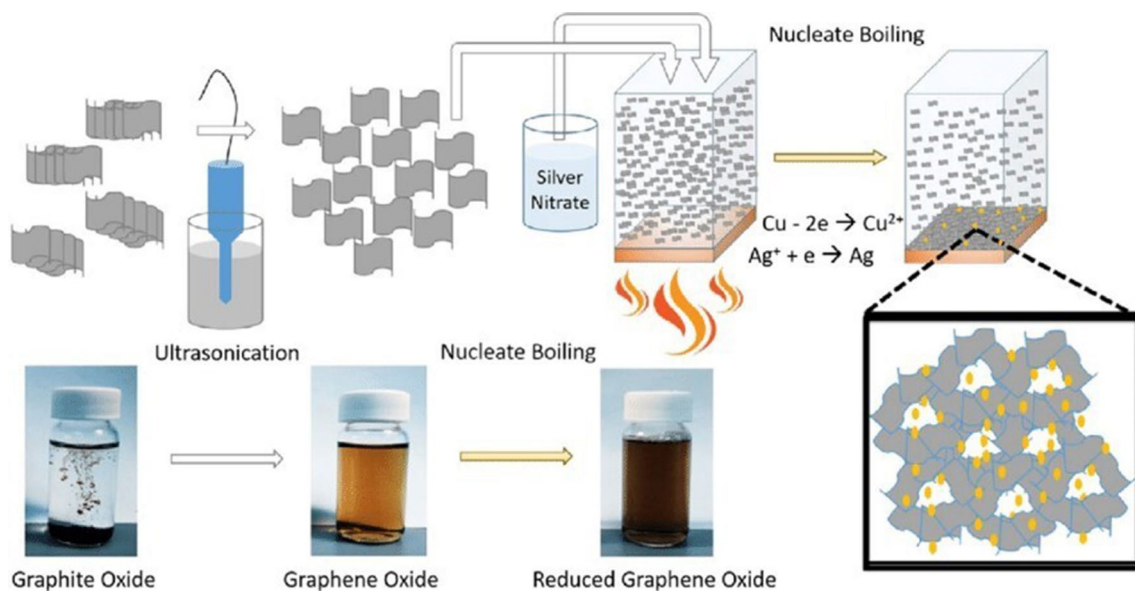 Nucleate Boiling
Silver
Nitrate
Cu - 2e → Cu²⁺
Ag⁺ + e → Ag
Ultrasonication
Nucleate Boiling
Graphite Oxide
Graphene Oxide
Reduced Graphene Oxide